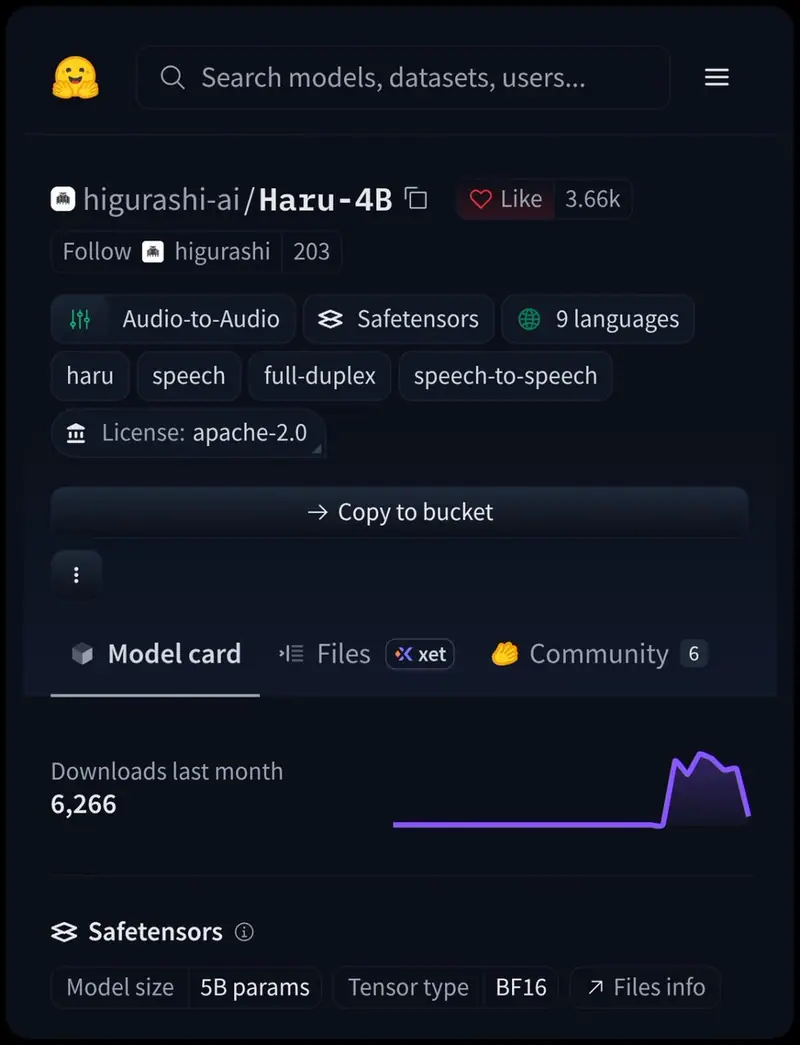 Search models, datasets, users...
higurashi-ai/Haru-4B Like 3.66k
Follow higurashi 203
Audio-to-Audio Safetensors 9 languages
haru speech full-duplex speech-to-speech
License: apache-2.0
→ Copy to bucket
Model card Files xet Community 6
Downloads last month
6,266
Safetensors
Model size 5B params Tensor type BF16 Files info